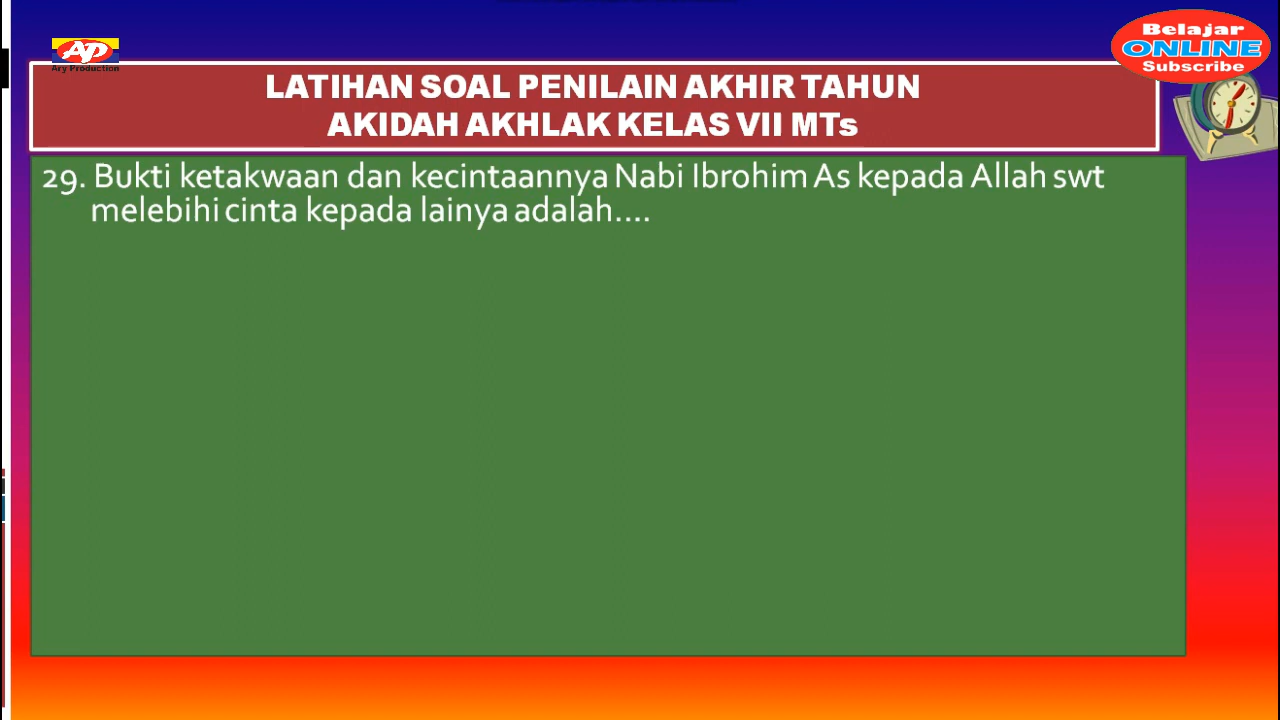 Belajar
ONLINE
Subscribe
AP
Ary Production
LATIHAN SOAL PENILAIN AKHIR TAHUN
AKIDAH AKHLAK KELAS VII MTs
29. Bukti ketakwaan dan kecintaannya Nabi Ibrohim As kepada Allah swt
melebihi cinta kepada lainya adalah....